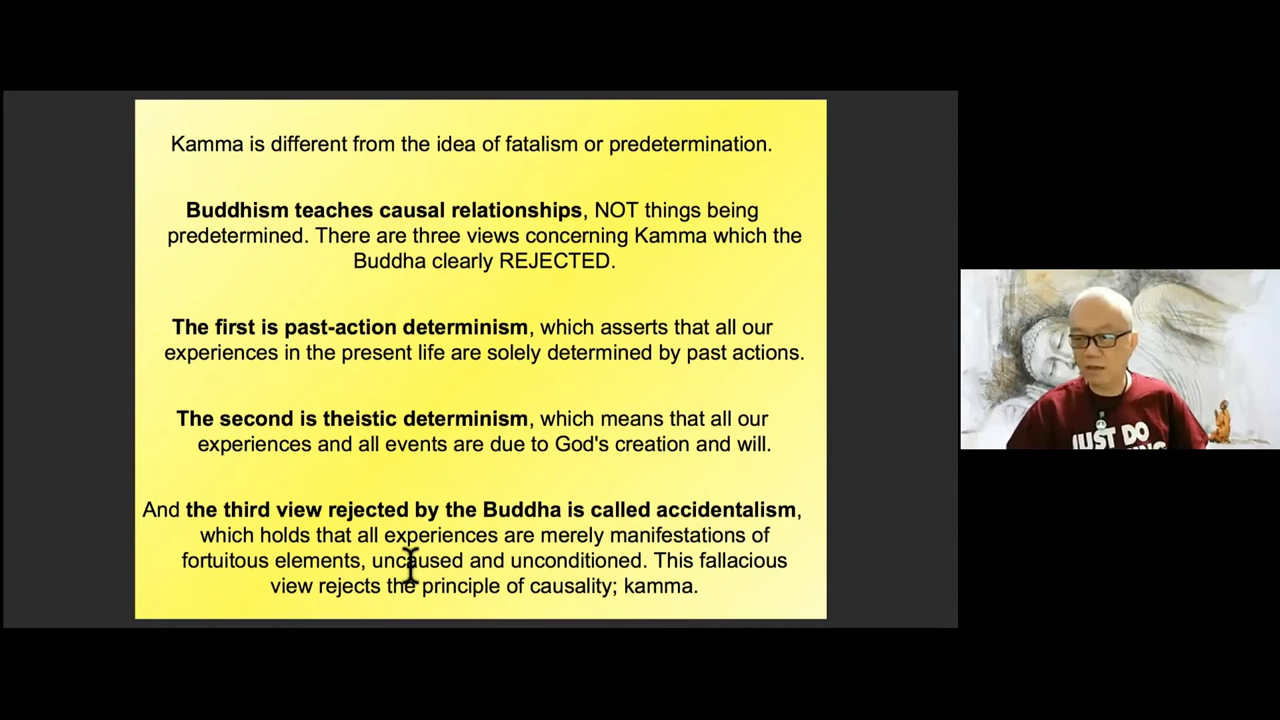 Kamma is different from the idea of fatalism or predetermination.
Buddhism teaches causal relationships, NOT things being
predetermined. There are three views concerning Kamma which the
Buddha clearly REJECTED.
The first is past-action determinism, which asserts that all our
experiences in the present life are solely determined by past actions.
The second is theistic determinism, which means that all our
experiences and all events are due to God's creation and will.
And the third view rejected by the Buddha is called accidentalism,
which holds that all experiences are merely manifestations of
fortuitous elements, uncaused and unconditioned. This fallacious
view rejects the principle of causality; kamma.
JUST DO